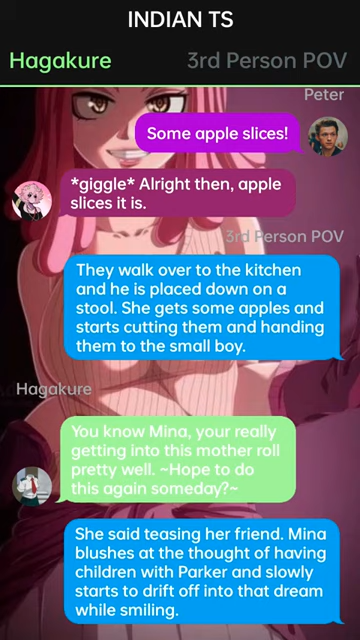 INDIAN TS
Hagakure
3rd Person POV
Peter
Some apple slices!
*giggle* Alright then, apple
slices it is.
3rd Person POV
They walk over to the kitchen
and he is placed down on a
stool. She gets some apples and
starts cutting them and handing
them to the small boy.
Hagakure
You know Mina, your really
getting into this mother roll
pretty well. ~Hope to do
this again someday?~
She said teasing her friend. Mina
blushes at the thought of having
children with Parker and slowly
starts to drift off into that dream
while smiling.